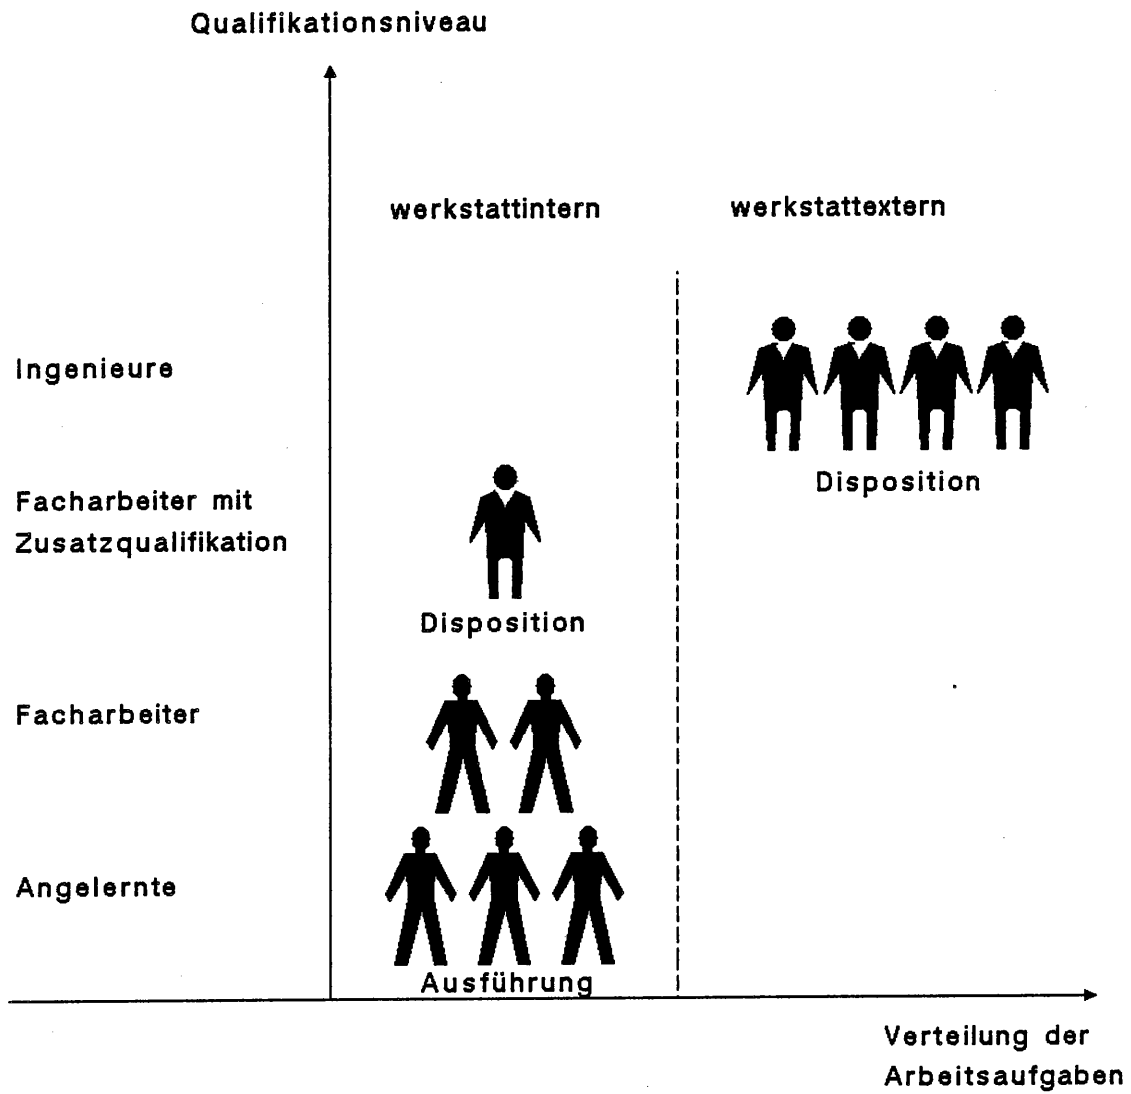 Qualifikationsniveau
werkstattintern
werkstattextern
Ingenieure
Disposition
Facharbeiter mit
Zusatzqualifikation
Disposition
Facharbeiter
Angelernte
Ausführung
Verteilung der
Arbeitsaufgaben